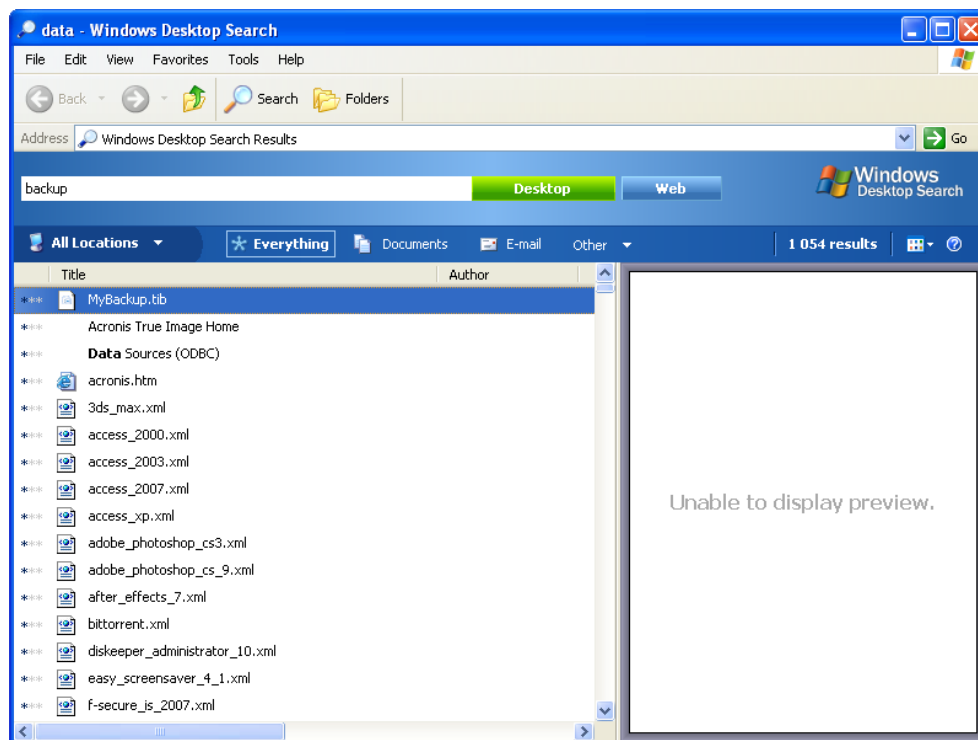 data - Windows Desktop Search
File Edit View Favorites Tools Help
Back Search Folders
Address Windows Desktop Search Results Go
backup Desktop Web Windows Desktop Search
All Locations Everything Documents E-mail Other 1 054 results
Title Author
MyBackup.tib
Acronis True Image Home
Data Sources (ODBC)
acronis.htm
3ds_max.xml
access_2000.xml
access_2003.xml
access_2007.xml
access_xp.xml
adobe_photoshop_cs3.xml
adobe_photoshop_cs_9.xml
after_effects_7.xml
bittorrent.xml
diskeeper_administrator_10.xml
easy_screensaver_4_1.xml
f-secure_is_2007.xml
Unable to display preview.